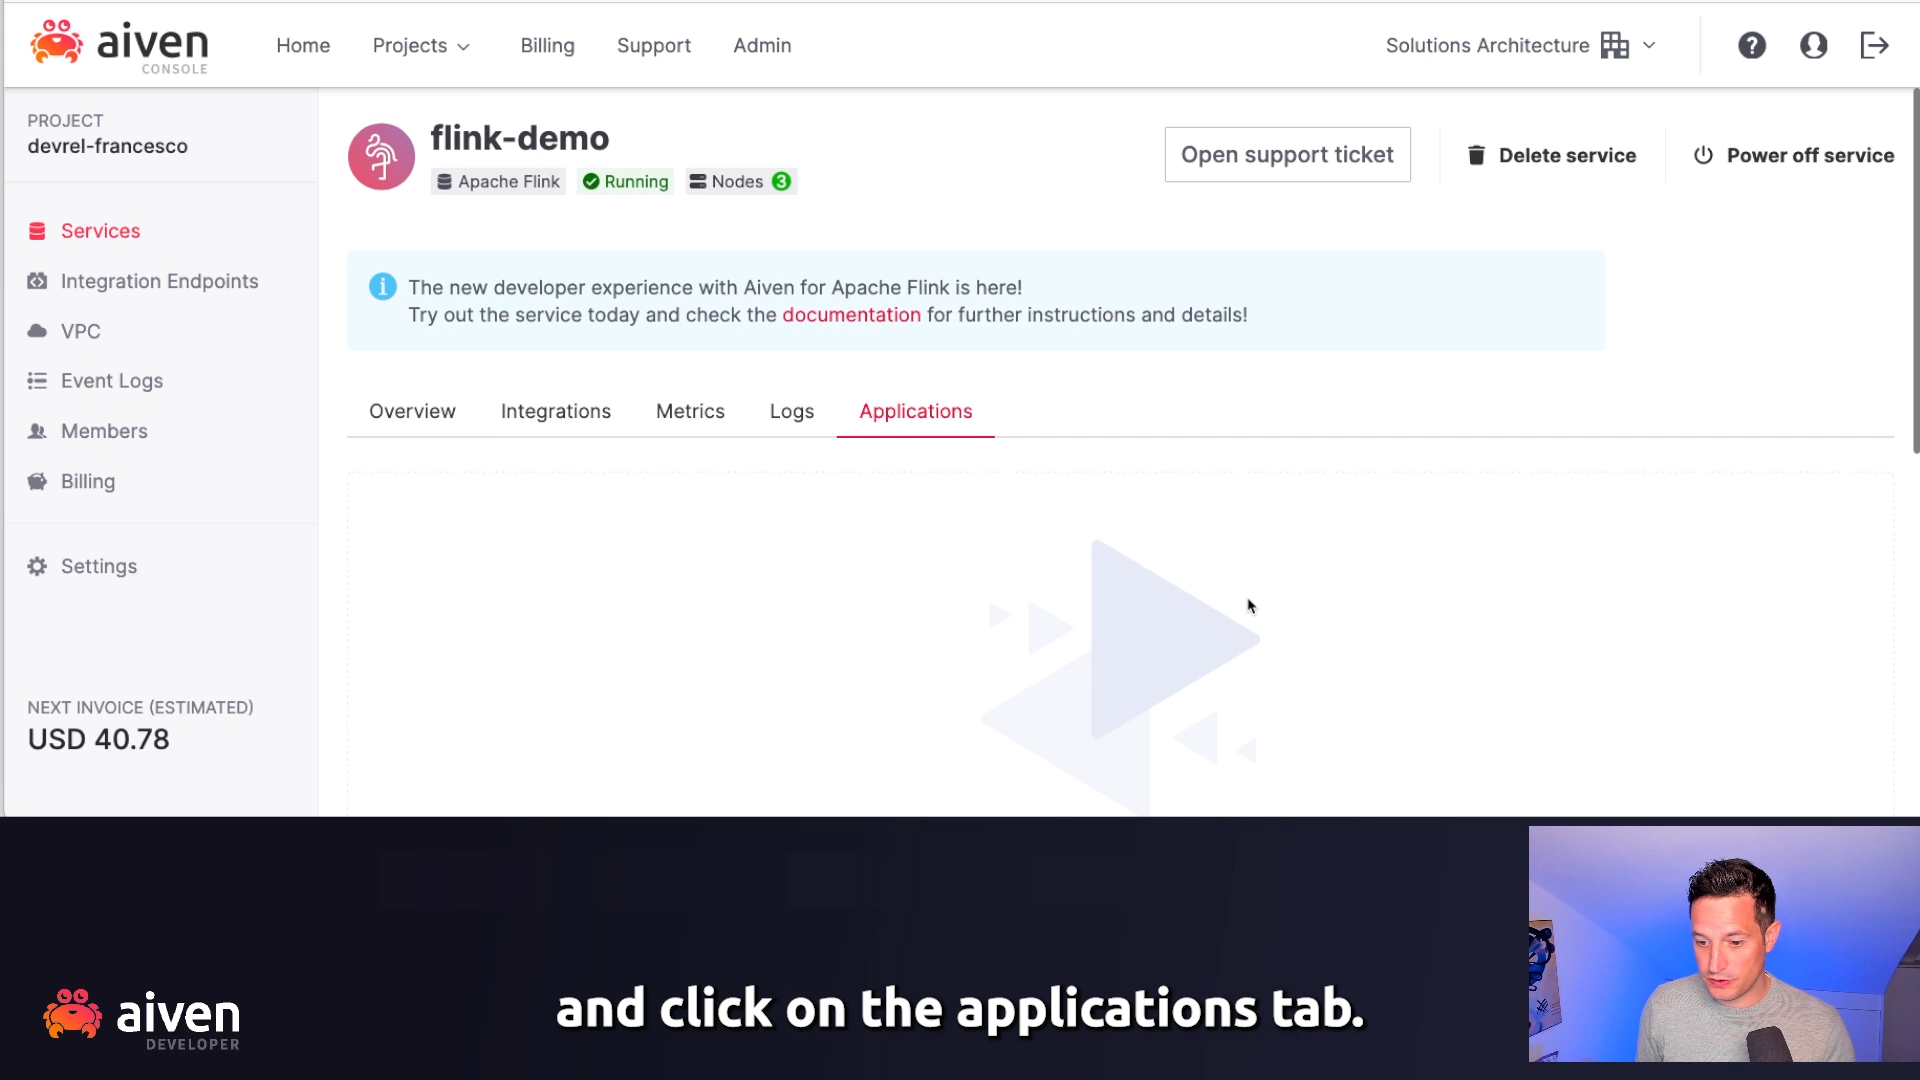 aiven
CONSOLE
Home
Projects
Billing
Support
Admin
Solutions Architecture
PROJECT
devrel-francesco
Services
Integration Endpoints
VPC
Event Logs
Members
Billing
Settings
NEXT INVOICE (ESTIMATED)
USD 40.78
flink-demo
Apache Flink
Running
Nodes 3
Open support ticket
Delete service
Power off service
The new developer experience with Aiven for Apache Flink is here!
Try out the service today and check the documentation for further instructions and details!
Overview
Integrations
Metrics
Logs
Applications
and click on the applications tab.
aiven
DEVELOPER